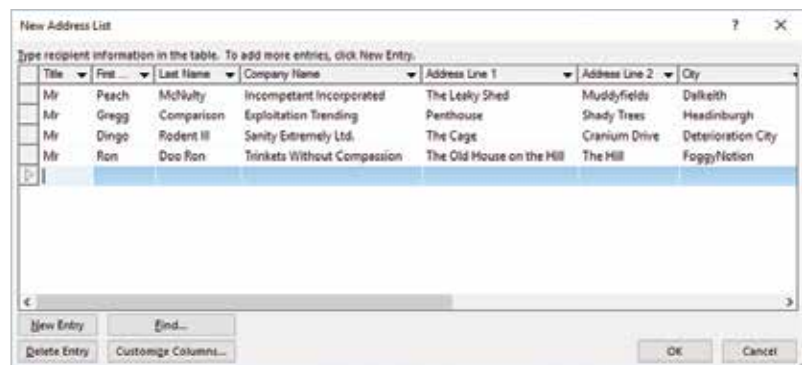 New Address List ? ×
Type recipient information in the table. To add more entries, click New Entry.
Title First ... Last Name Company Name Address Line 1 Address Line 2 City
Mr Peach McNulty Incompetent Incorporated The Leaky Shed Muddyfields Dalkeith
Mr Gregg Comparison Exploitation Trending Penthouse Shady Trees Headinburgh
Mr Dingo Rodent III Sanity Extremely Ltd. The Cage Cranium Drive Deterioration City
Mr Ron Doo Ron Trinkets Without Compassion The Old House on the Hill The Hill FoggyNotion
New Entry Find...
Delete Entry Customize Columns... OK Cancel